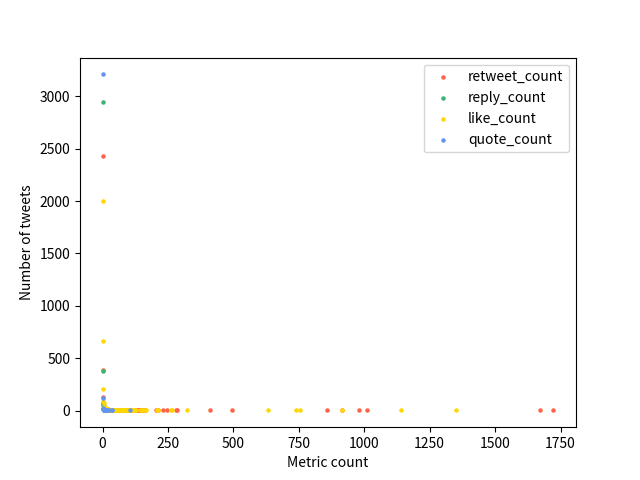 retweet_count
reply_count
like_count
quote_count
3000
2500
2000
1500
1000
500
0
Number of tweets
0 250 500 750 1000 1250 1500 1750
Metric count